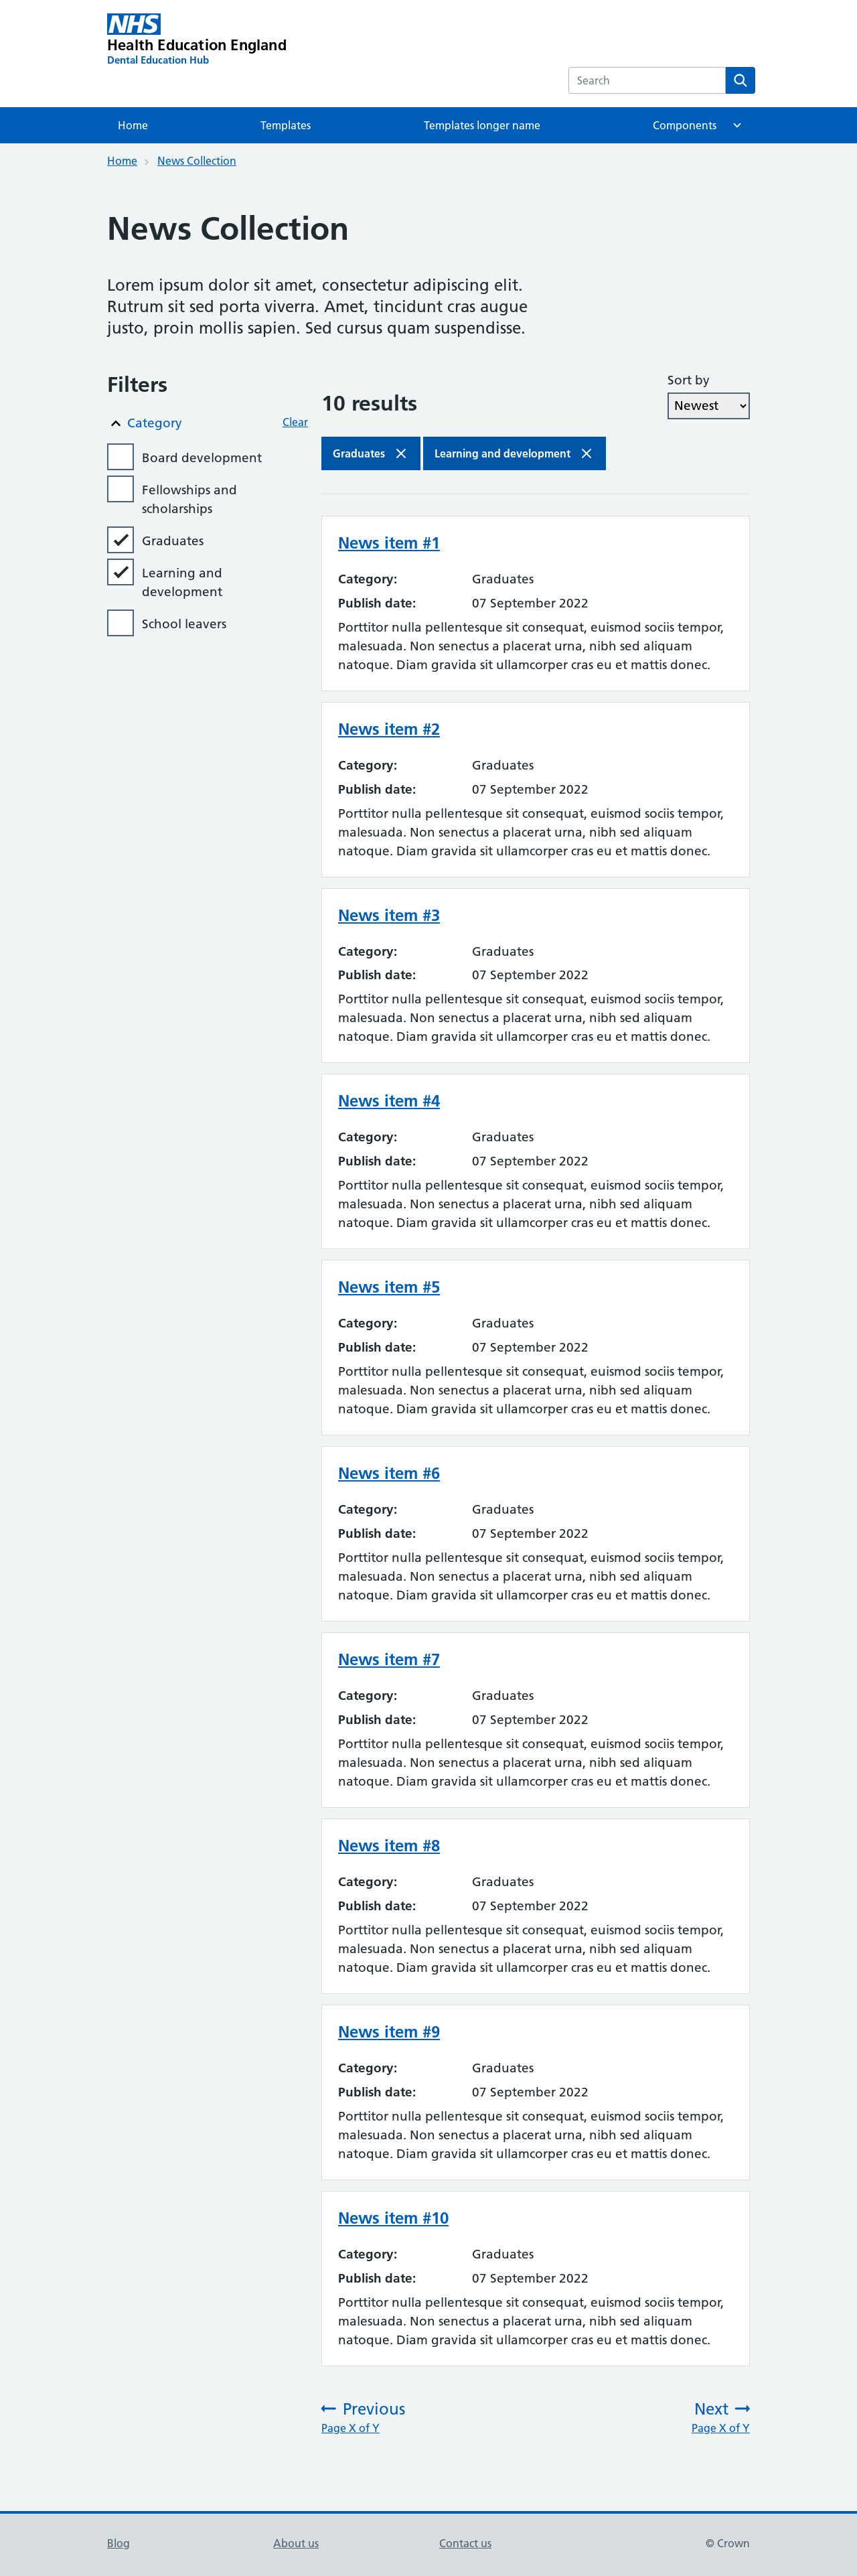 NHS
Health Education England
Dental Education Hub
Search
Home Templates Templates longer name Components
Home News Collection
News Collection
Lorem ipsum dolor sit amet, consectetur adipiscing elit.
Rutrum sit sed porta viverra. Amet, tincidunt cras augue
justo, proin mollis sapien. Sed cursus quam suspendisse.
Filters
Category Clear
Board development
Fellowships and
scholarships
Graduates
Learning and
development
School leavers
10 results
Sort by
Newest
Graduates Learning and development
News item #1
Category: Graduates
Publish date: 07 September 2022
Porttitor nulla pellentesque sit consequat, euismod sociis tempor,
malesuada. Non senectus a placerat urna, nibh sed aliquam
natoque. Diam gravida sit ullamcorper cras eu et mattis donec.
News item #2
Category: Graduates
Publish date: 07 September 2022
Porttitor nulla pellentesque sit consequat, euismod sociis tempor,
malesuada. Non senectus a placerat urna, nibh sed aliquam
natoque. Diam gravida sit ullamcorper cras eu et mattis donec.
News item #3
Category: Graduates
Publish date: 07 September 2022
Porttitor nulla pellentesque sit consequat, euismod sociis tempor,
malesuada. Non senectus a placerat urna, nibh sed aliquam
natoque. Diam gravida sit ullamcorper cras eu et mattis donec.
News item #4
Category: Graduates
Publish date: 07 September 2022
Porttitor nulla pellentesque sit consequat, euismod sociis tempor,
malesuada. Non senectus a placerat urna, nibh sed aliquam
natoque. Diam gravida sit ullamcorper cras eu et mattis donec.
News item #5
Category: Graduates
Publish date: 07 September 2022
Porttitor nulla pellentesque sit consequat, euismod sociis tempor,
malesuada. Non senectus a placerat urna, nibh sed aliquam
natoque. Diam gravida sit ullamcorper cras eu et mattis donec.
News item #6
Category: Graduates
Publish date: 07 September 2022
Porttitor nulla pellentesque sit consequat, euismod sociis tempor,
malesuada. Non senectus a placerat urna, nibh sed aliquam
natoque. Diam gravida sit ullamcorper cras eu et mattis donec.
News item #7
Category: Graduates
Publish date: 07 September 2022
Porttitor nulla pellentesque sit consequat, euismod sociis tempor,
malesuada. Non senectus a placerat urna, nibh sed aliquam
natoque. Diam gravida sit ullamcorper cras eu et mattis donec.
News item #8
Category: Graduates
Publish date: 07 September 2022
Porttitor nulla pellentesque sit consequat, euismod sociis tempor,
malesuada. Non senectus a placerat urna, nibh sed aliquam
natoque. Diam gravida sit ullamcorper cras eu et mattis donec.
News item #9
Category: Graduates
Publish date: 07 September 2022
Porttitor nulla pellentesque sit consequat, euismod sociis tempor,
malesuada. Non senectus a placerat urna, nibh sed aliquam
natoque. Diam gravida sit ullamcorper cras eu et mattis donec.
News item #10
Category: Graduates
Publish date: 07 September 2022
Porttitor nulla pellentesque sit consequat, euismod sociis tempor,
malesuada. Non senectus a placerat urna, nibh sed aliquam
natoque. Diam gravida sit ullamcorper cras eu et mattis donec.
Previous Next
Page X of Y Page X of Y
Blog About us Contact us © Crown